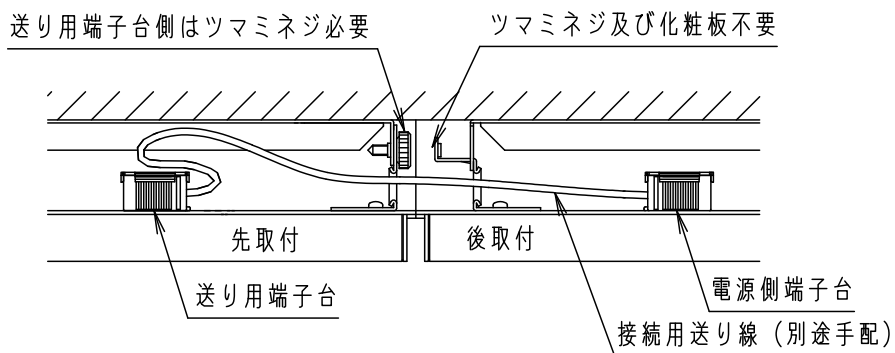 送り用端子台側はツマミネジ必要
ツマミネジ及び化粧板不要
先取付
後取付
送り用端子台
電源側端子台
接続用送り線（別途手配）